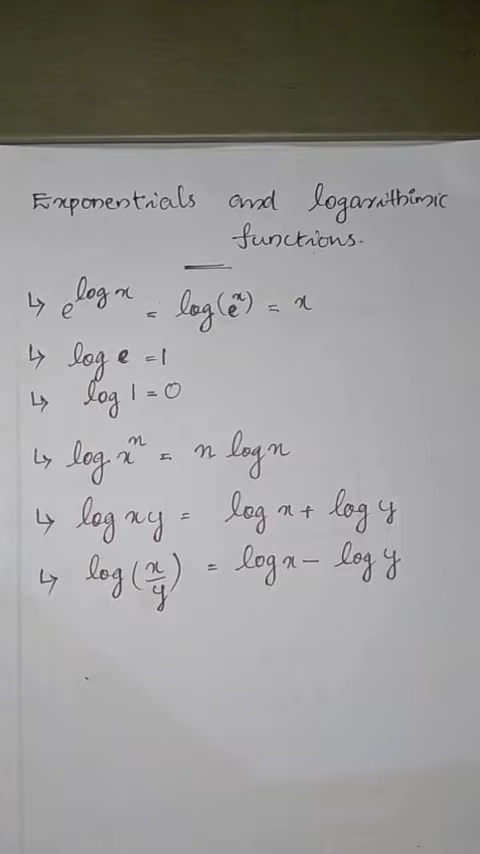 Exponentials and logarithimic
functions.
↳ e^log x = log(e^x) = x
↳ log e = 1
↳ log 1 = 0
↳ log x^n = n log x
↳ log xy = log x + log y
↳ log(x/y) = log x - log y